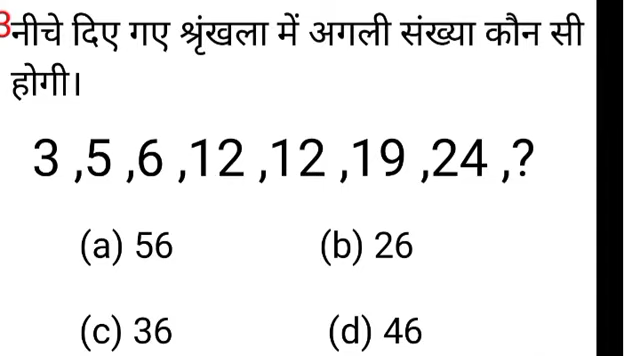 3नीचे दिए गए श्रृंखला में अगली संख्या कौन सी
होगी।
3 ,5 ,6 ,12 ,12 ,19 ,24 ,?
(a) 56 (b) 26
(c) 36 (d) 46